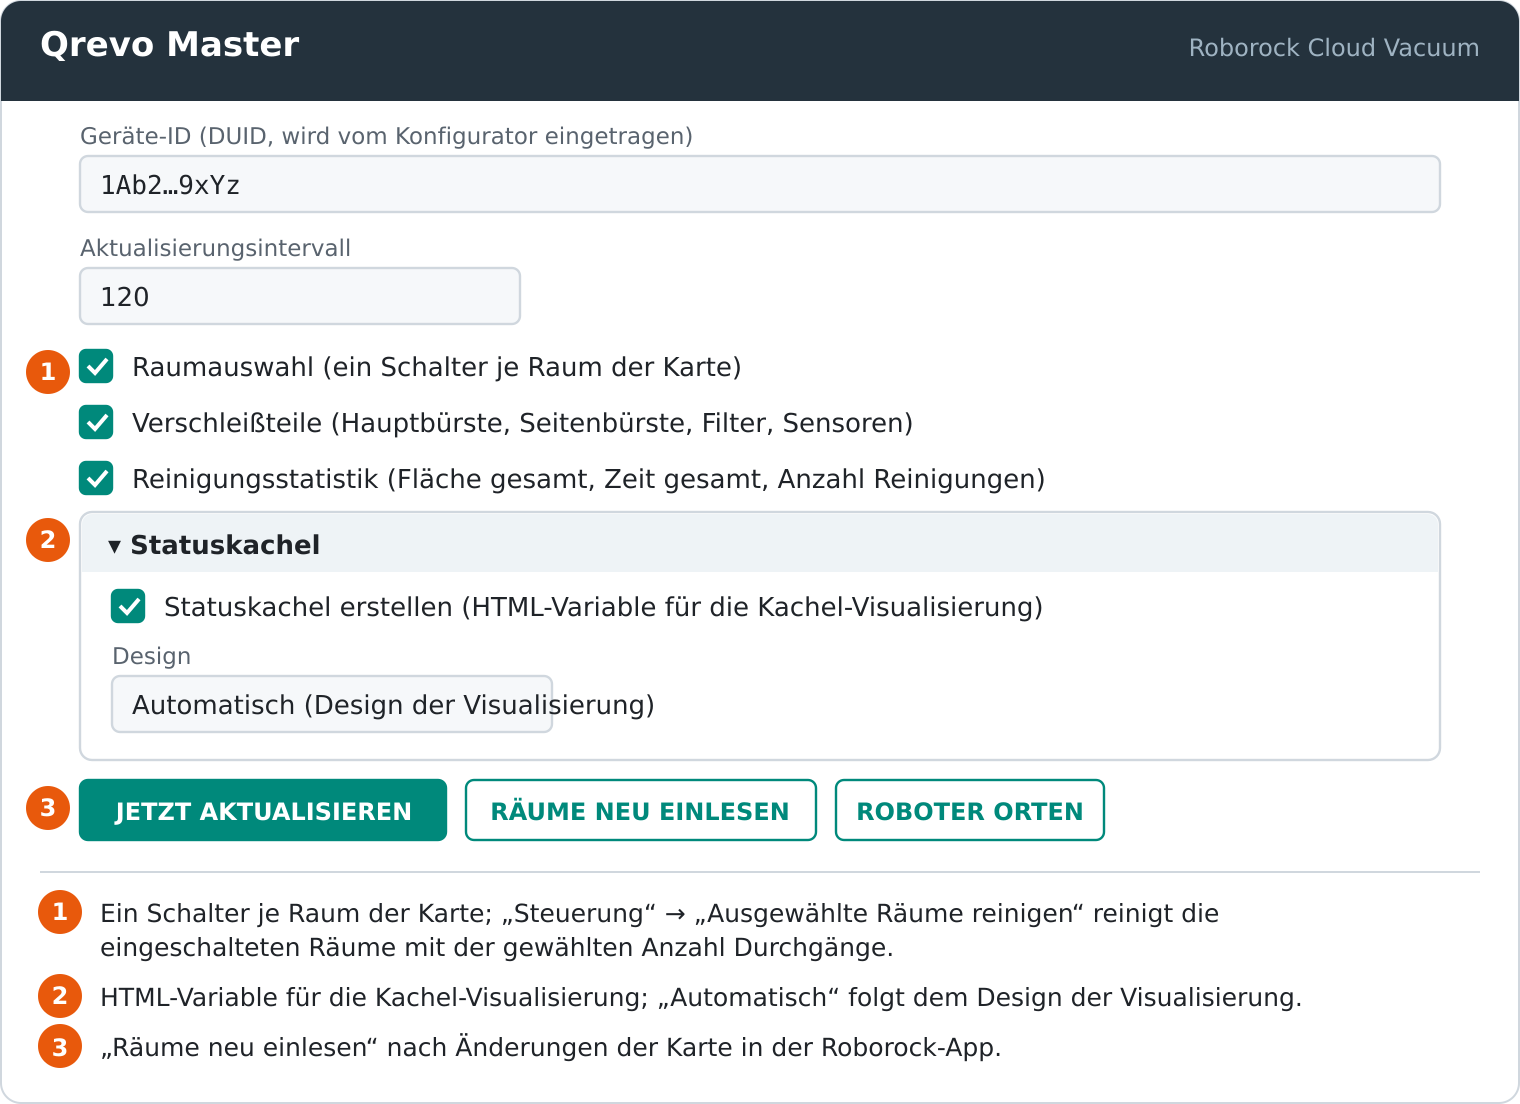 Qrevo Master
Roborock Cloud Vacuum
Geräte-ID (DUID, wird vom Konfigurator eingetragen)
1Ab2…9xYz
Aktualisierungsintervall
120
1 Raumauswahl (ein Schalter je Raum der Karte)
Verschleißteile (Hauptbürste, Seitenbürste, Filter, Sensoren)
Reinigungsstatistik (Fläche gesamt, Zeit gesamt, Anzahl Reinigungen)
2 ▾ Statuskachel
Statuskachel erstellen (HTML-Variable für die Kachel-Visualisierung)
Design
Automatisch (Design der Visualisierung)
3 JETZT AKTUALISIEREN RÄUME NEU EINLESEN ROBOTER ORTEN
1 Ein Schalter je Raum der Karte; „Steuerung“ → „Ausgewählte Räume reinigen“ reinigt die
eingeschalteten Räume mit der gewählten Anzahl Durchgänge.
2 HTML-Variable für die Kachel-Visualisierung; „Automatisch“ folgt dem Design der Visualisierung.
3 „Räume neu einlesen“ nach Änderungen der Karte in der Roborock-App.